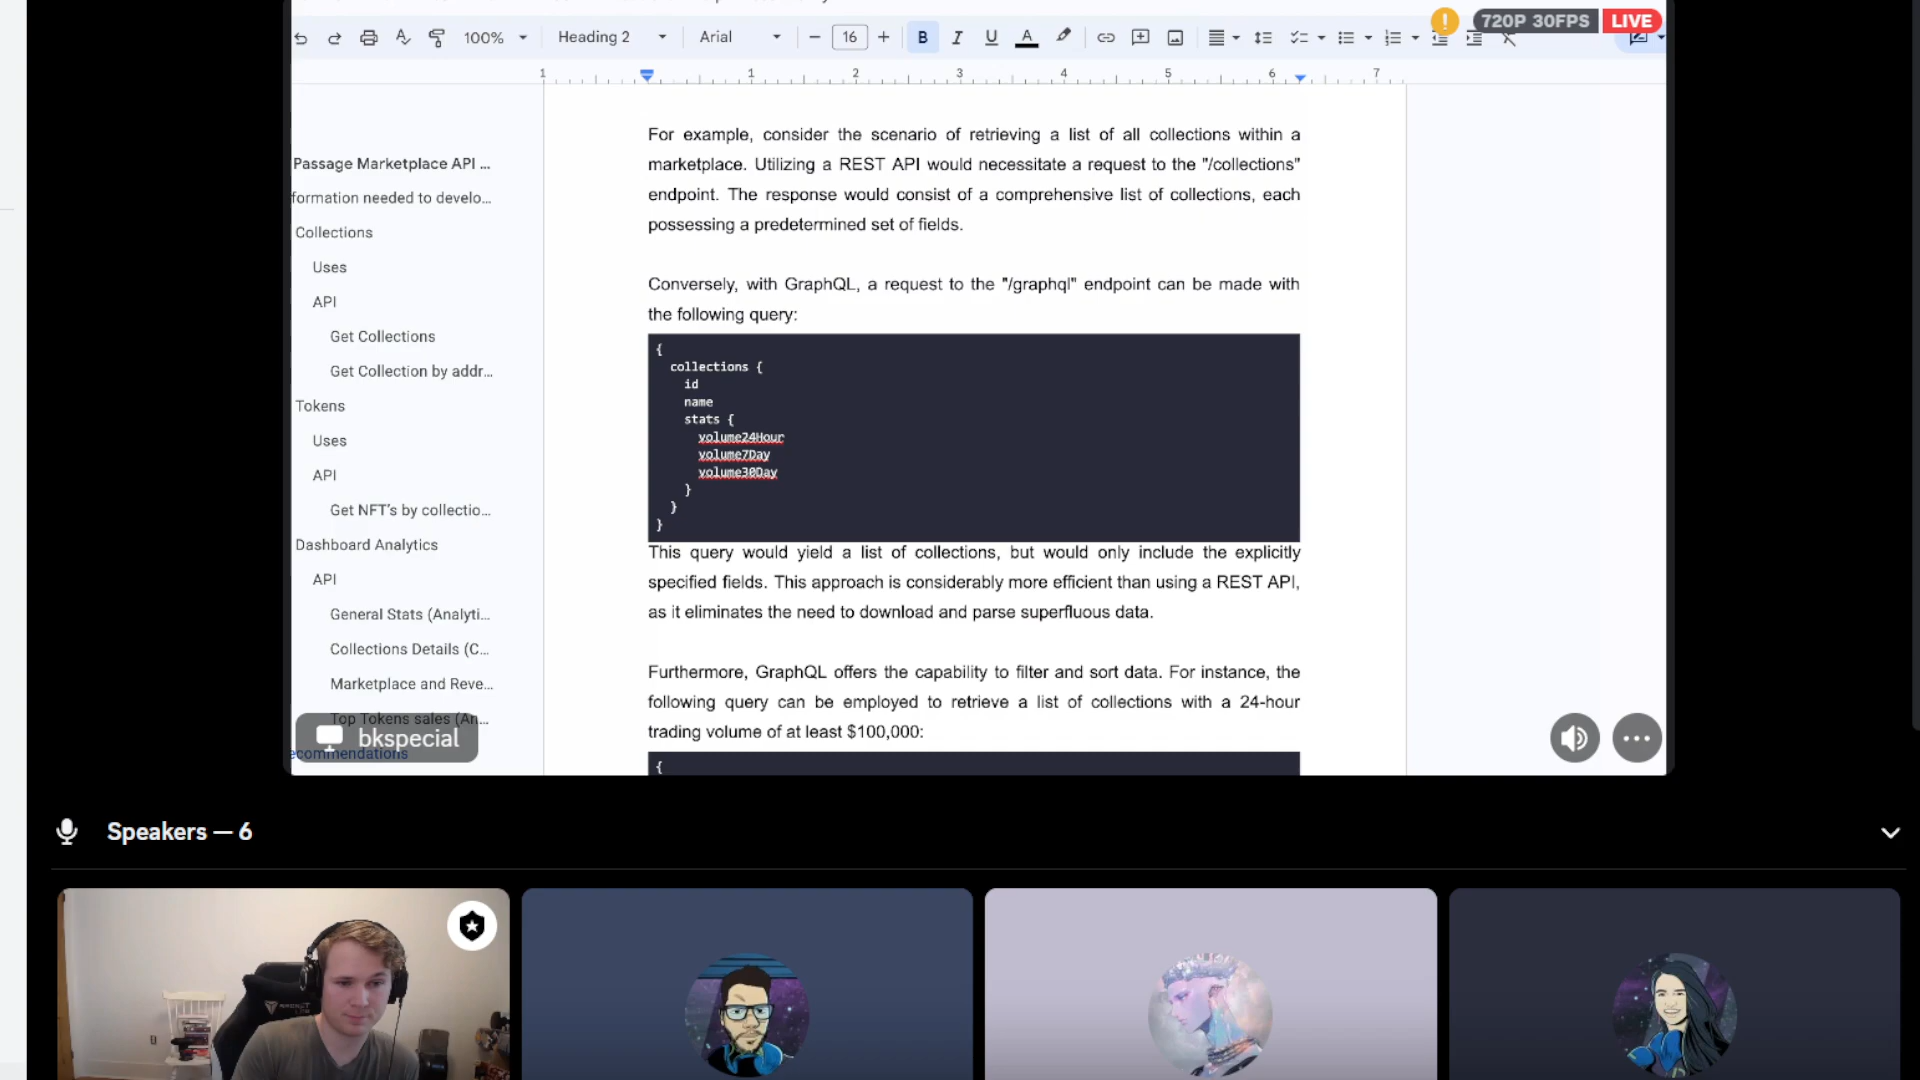 720P 30FPS LIVE
100% Heading 2 Arial 16 B I U A
1 1 2 3 4 5 6 7
Passage Marketplace API ...
formation needed to develo...
Collections
Uses
API
Get Collections
Get Collection by addr...
Tokens
Uses
API
Get NFT's by collectio...
Dashboard Analytics
API
General Stats (Analyti...
Collections Details (C...
Marketplace and Reve...
Top Tokens sales (An...
ecommendations
bkspecial
For example, consider the scenario of retrieving a list of all collections within a
marketplace. Utilizing a REST API would necessitate a request to the "/collections"
endpoint. The response would consist of a comprehensive list of collections, each
possessing a predetermined set of fields.
Conversely, with GraphQL, a request to the "/graphql" endpoint can be made with
the following query:
{
collections {
id
name
stats {
volume24Hour
volume7Day
volume30Day
}
}
}
This query would yield a list of collections, but would only include the explicitly
specified fields. This approach is considerably more efficient than using a REST API,
as it eliminates the need to download and parse superfluous data.
Furthermore, GraphQL offers the capability to filter and sort data. For instance, the
following query can be employed to retrieve a list of collections with a 24-hour
trading volume of at least $100,000:
{
Speakers — 6